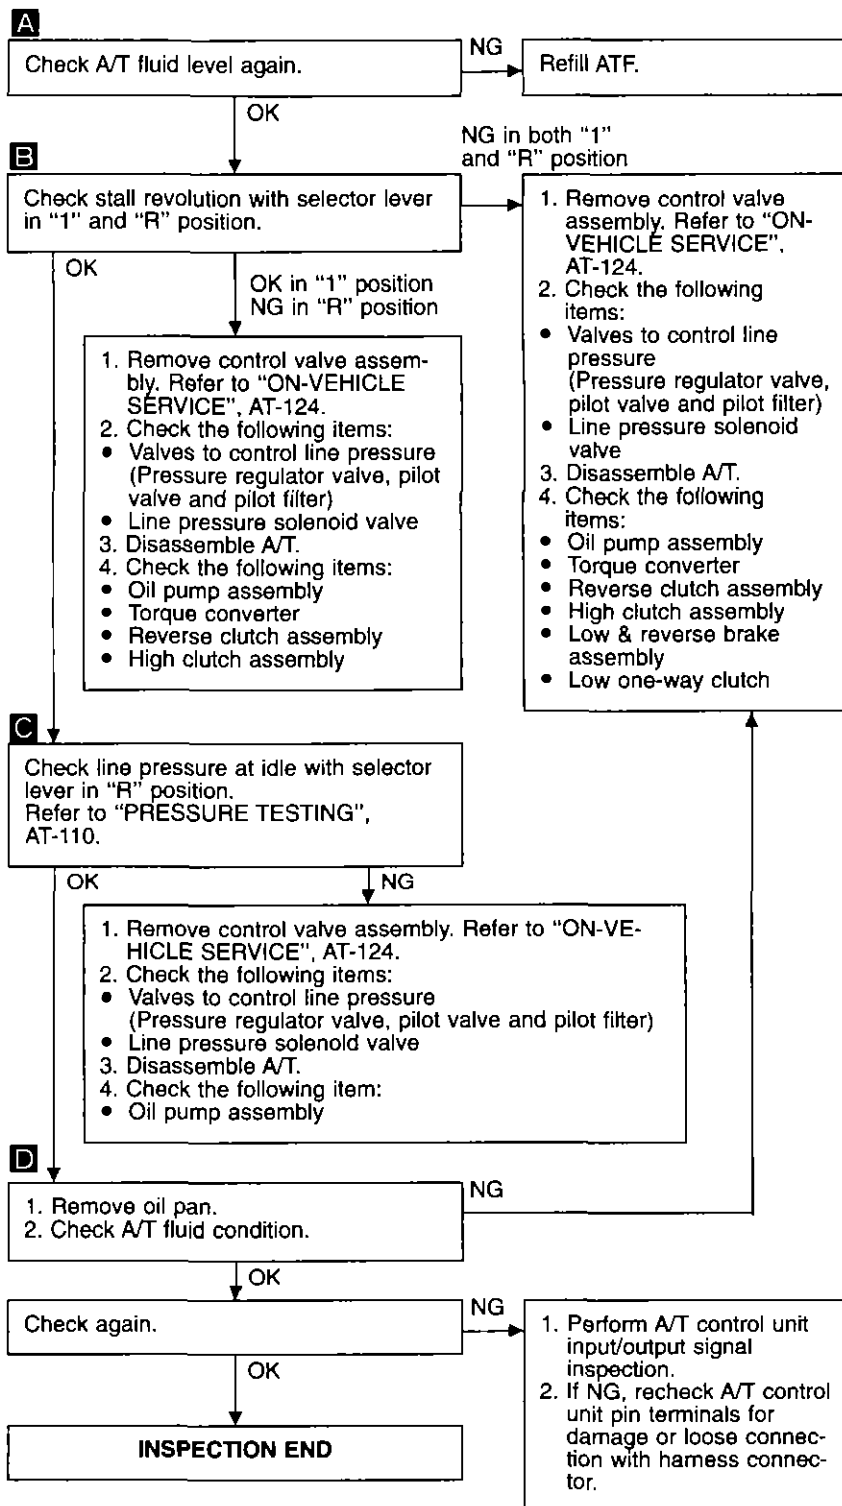 A
Check A/T fluid level again.
NG
Refill ATF.
OK
B
NG in both "1"
and "R" position
Check stall revolution with selector lever
in "1" and "R" position.
OK
OK in "1" position
NG in "R" position
1. Remove control valve
assembly. Refer to "ON-
VEHICLE SERVICE",
AT-124.
2. Check the following
items:
• Valves to control line
pressure
(Pressure regulator valve,
pilot valve and pilot filter)
• Line pressure solenoid
valve
3. Disassemble A/T.
4. Check the following
items:
• Oil pump assembly
• Torque converter
• Reverse clutch assembly
• High clutch assembly
• Low & reverse brake
assembly
• Low one-way clutch
1. Remove control valve assem-
bly. Refer to "ON-VEHICLE
SERVICE", AT-124.
2. Check the following items:
• Valves to control line pressure
(Pressure regulator valve, pilot
valve and pilot filter)
• Line pressure solenoid valve
3. Disassemble A/T.
4. Check the following items:
• Oil pump assembly
• Torque converter
• Reverse clutch assembly
• High clutch assembly
C
Check line pressure at idle with selector
lever in "R" position.
Refer to "PRESSURE TESTING",
AT-110.
OK
NG
1. Remove control valve assembly. Refer to "ON-VE-
HICLE SERVICE", AT-124.
2. Check the following items:
• Valves to control line pressure
(Pressure regulator valve, pilot valve and pilot filter)
• Line pressure solenoid valve
3. Disassemble A/T.
4. Check the following item:
• Oil pump assembly
D
1. Remove oil pan.
2. Check A/T fluid condition.
NG
OK
Check again.
NG
1. Perform A/T control unit
input/output signal
inspection.
2. If NG, recheck A/T control
unit pin terminals for
damage or loose connec-
tion with harness connec-
tor.
OK
INSPECTION END